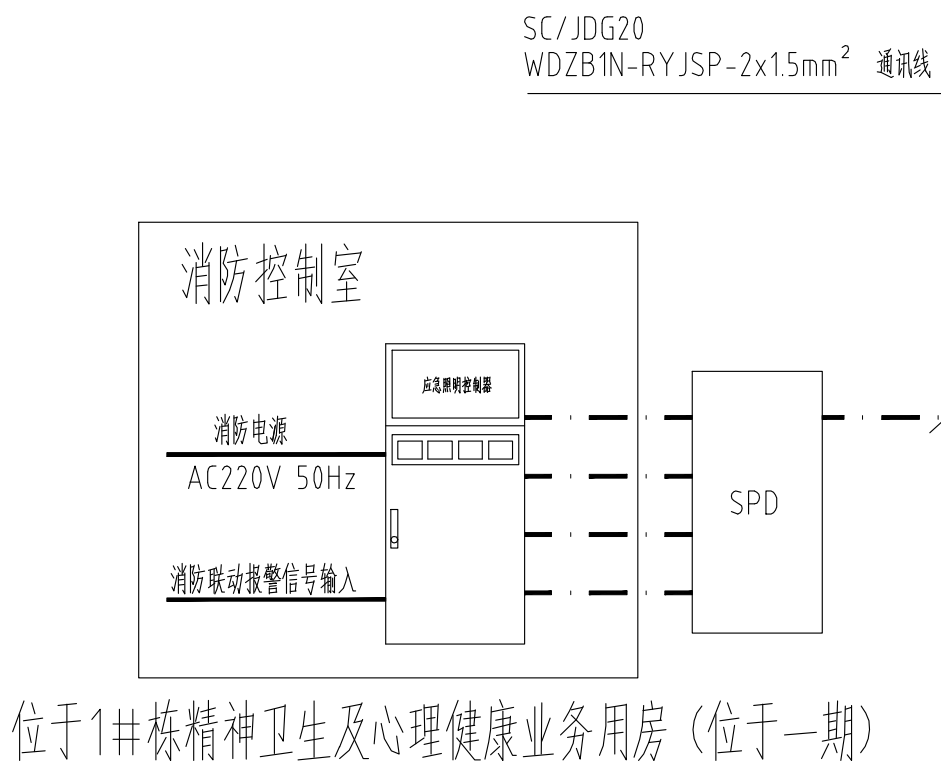 SC/JDG20
WDZB1N-RYJSP-2x1.5mm² 通讯线
消防控制室
应急照明控制器
消防电源
AC220V 50Hz
SPD
消防联动报警信号输入
位于1#栋精神卫生及心理健康业务用房（位于一期）